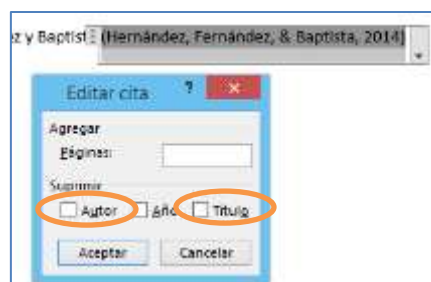 z y Baptist (Hernández, Fernández, & Baptista, 2014)
Editar cita ? x
Agregar
Páginas:
Suprimir
Autor Año Título
Aceptar Cancelar